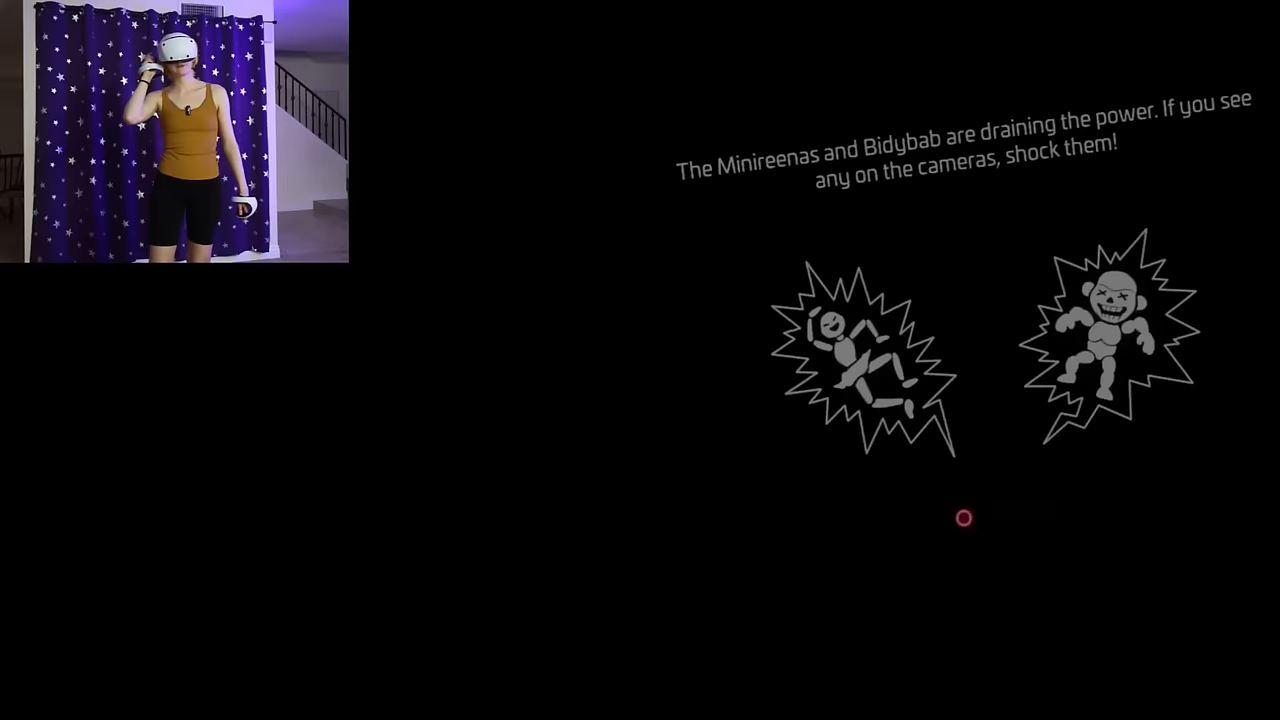 The Minireenas and Bidybab are draining the power. If you see
any on the cameras, shock them!